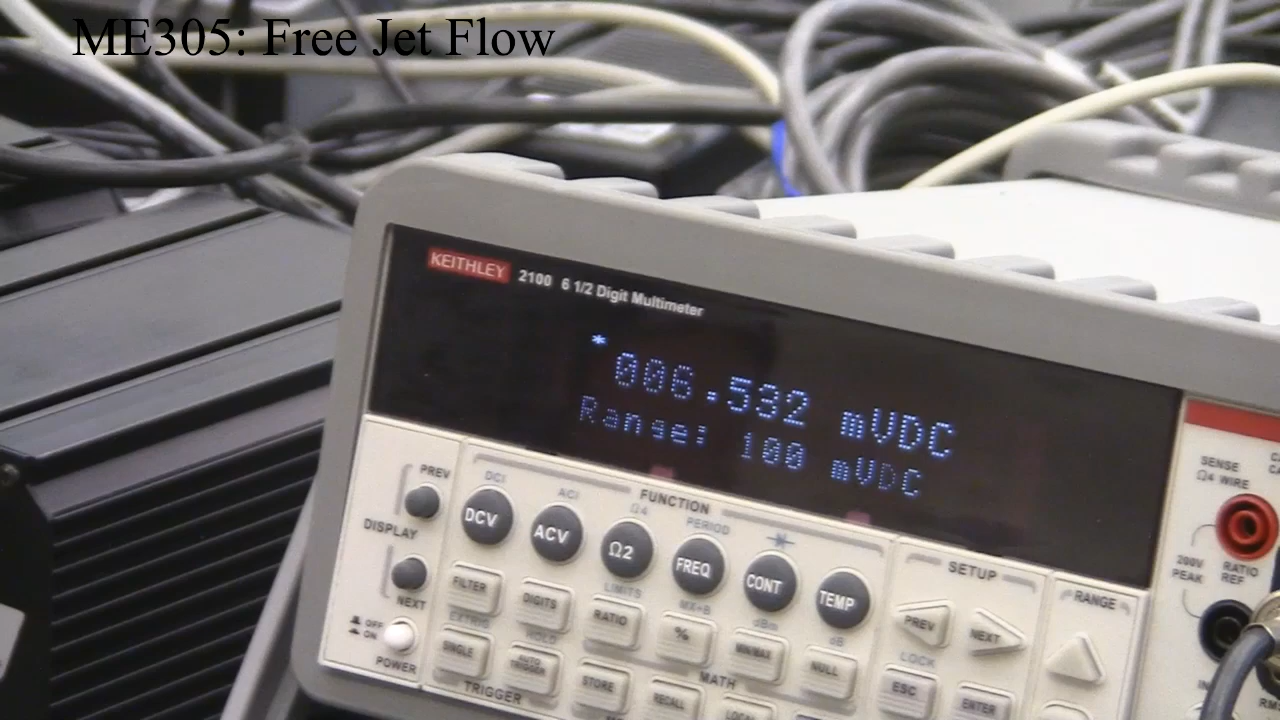 ME305: Free Jet Flow
KEITHLEY 2100 6 1/2 Digit Multimeter
*006.532 mVDC
Range: 100 mVDC
PREV
DISPLAY
NEXT
OFF
ON
POWER
FUNCTION
DCI ACI Ω4 PERIOD
DCV ACV Ω2 FREQ CONT TEMP
LIMITS MX+B dBm dB
FILTER DIGITS RATIO % MIN/MAX NULL
HOLD
SINGLE AUTO TRIGGER STORE RECALL
TRIGGER
MATH
SETUP
PREV NEXT
LOCK
ESC ENTER
RANGE
SENSE
Ω4 WIRE
200V
PEAK
RATIO
REF